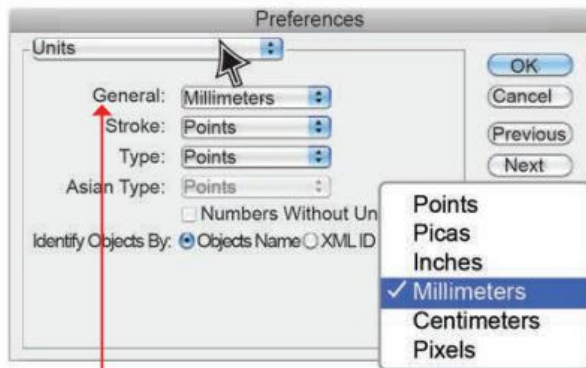 Preferences
Units
General: Millimeters
Stroke: Points
Type: Points
Asian Type: Points
Numbers Without Un
Identify Objects By: Objects Name XML ID
OK
Cancel
Previous
Next
Points
Picas
Inches
✓ Millimeters
Centimeters
Pixels